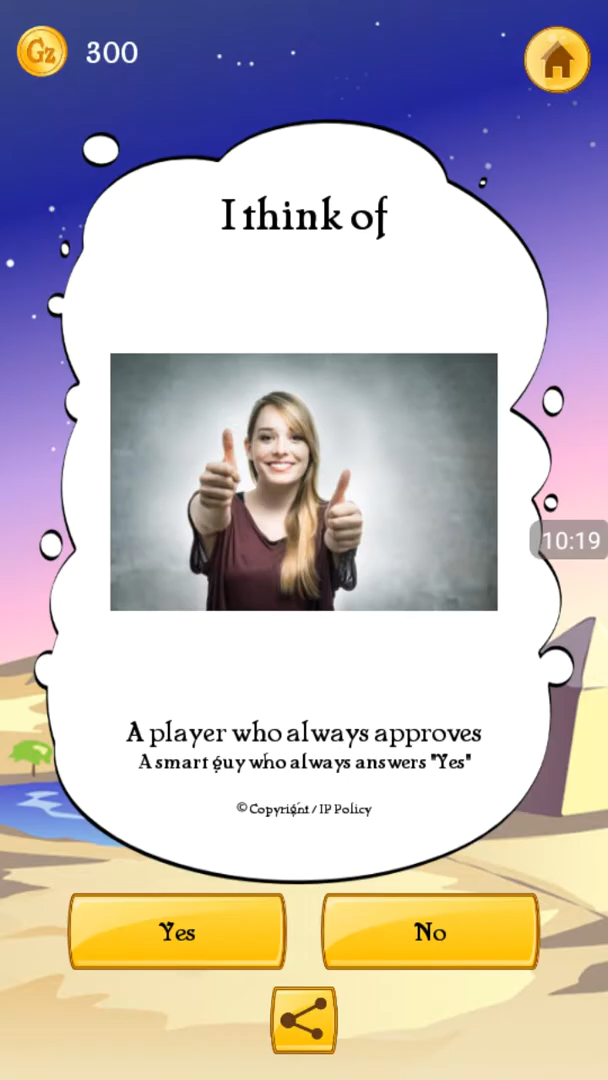 Gz 300
I think of
10:19
A player who always approves
A smart guy who always answers "Yes"
© Copyright / IP Policy
Yes No